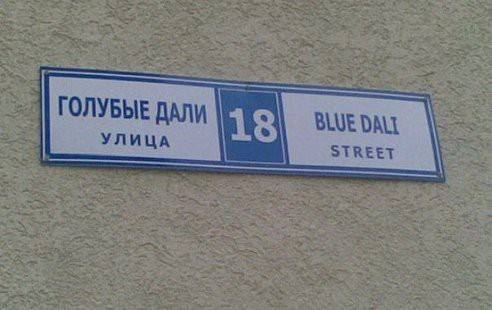 ГОЛУБЫЕ ДАЛИ
УЛИЦА
18
BLUE DALI
STREET